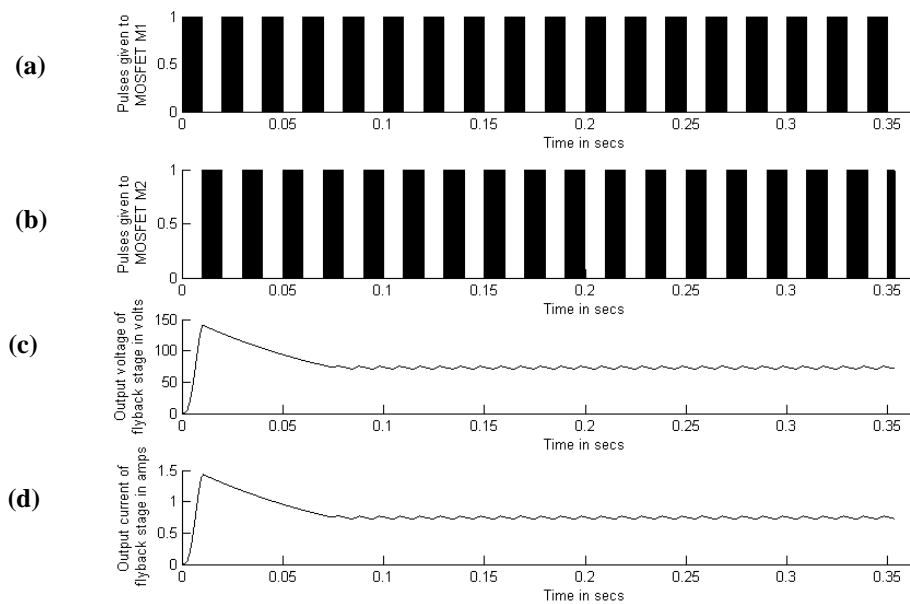 (a)
Pulses given to
MOSFET M1
1
0.5
0
0 0.05 0.1 0.15 0.2 0.25 0.3 0.35
Time in secs
(b)
Pulses given to
MOSFET M2
1
0.5
0
0 0.05 0.1 0.15 0.2 0.25 0.3 0.35
Time in secs
(c)
Output voltage of
flyback stage in volts
150
100
50
0
0 0.05 0.1 0.15 0.2 0.25 0.3 0.35
Time in secs
(d)
Output current of
flyback stage in amps
1.5
1
0.5
0
0 0.05 0.1 0.15 0.2 0.25 0.3 0.35
Time in secs